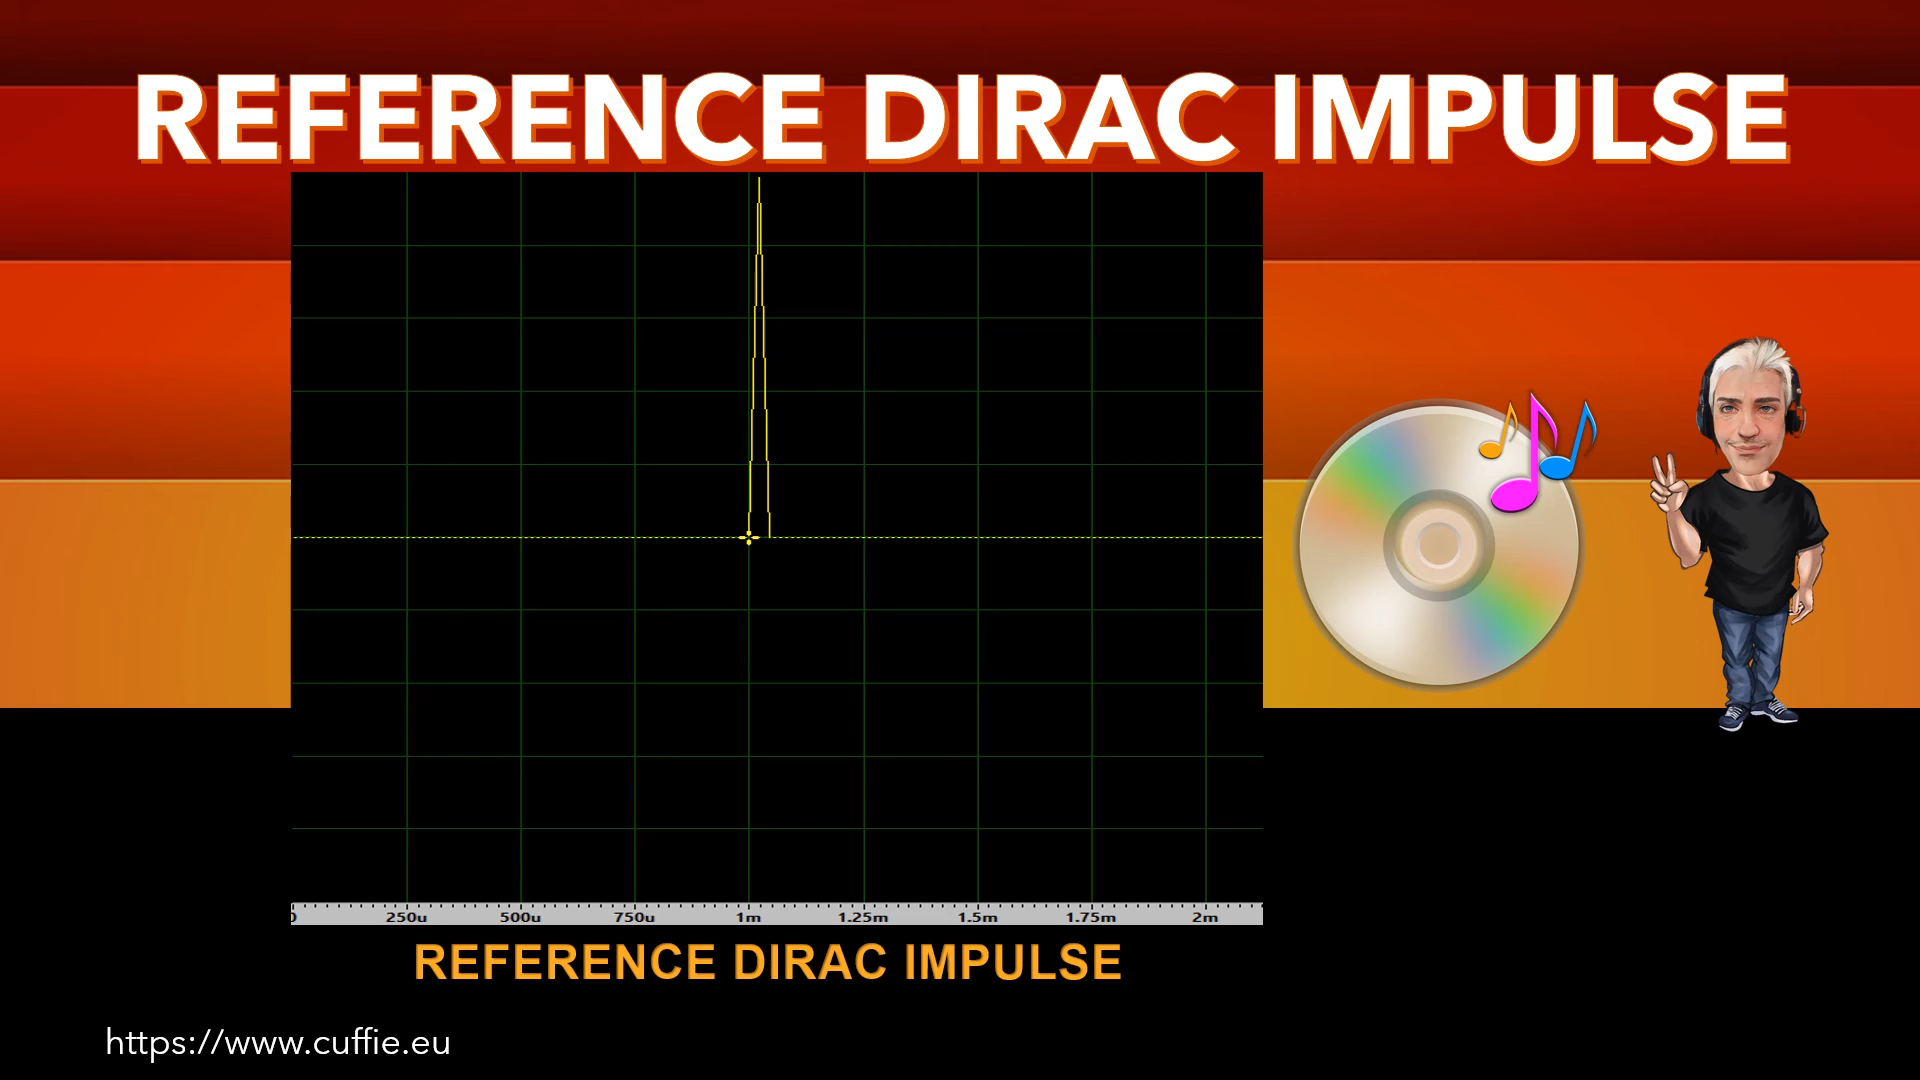 REFERENCE DIRAC IMPULSE
0 250u 500u 750u 1m 1.25m 1.5m 1.75m 2m
REFERENCE DIRAC IMPULSE
https://www.cuffie.eu